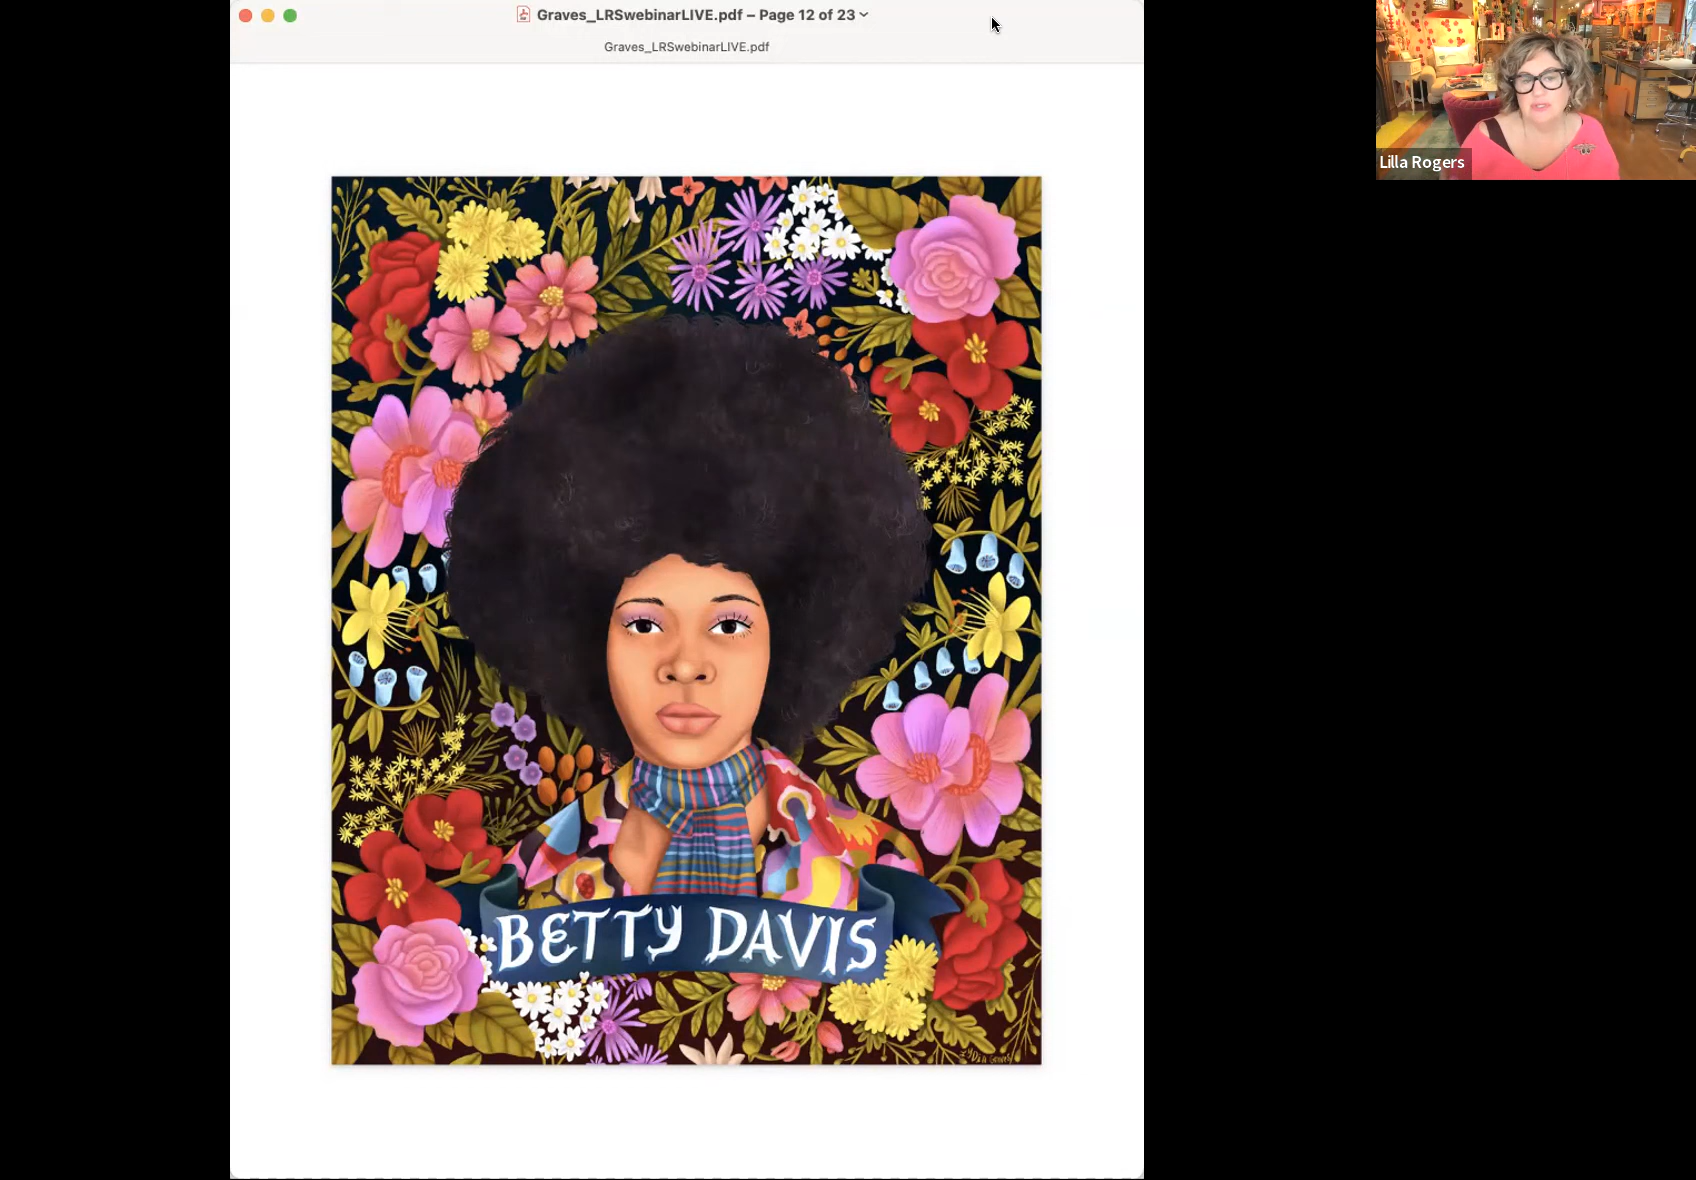 Graves_LRSwebinarLIVE.pdf – Page 12 of 23
Graves_LRSwebinarLIVE.pdf
Lilla Rogers
BETTY DAVIS